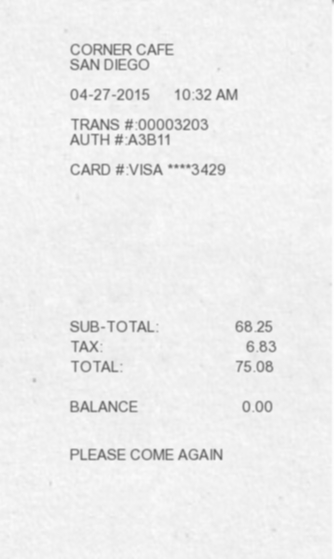 CORNER CAFE
SAN DIEGO
04-27-2015 10:32 AM
TRANS #:00003203
AUTH #:A3B11
CARD #:VISA ****3429
SUB-TOTAL: 68.25
TAX: 6.83
TOTAL: 75.08
BALANCE 0.00
PLEASE COME AGAIN